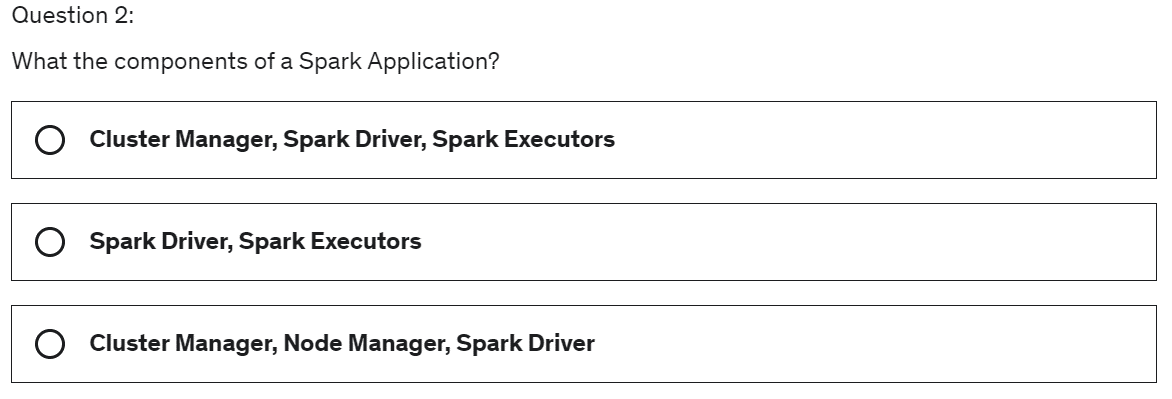 Question 2:
What the components of a Spark Application?
Cluster Manager, Spark Driver, Spark Executors
Spark Driver, Spark Executors
Cluster Manager, Node Manager, Spark Driver